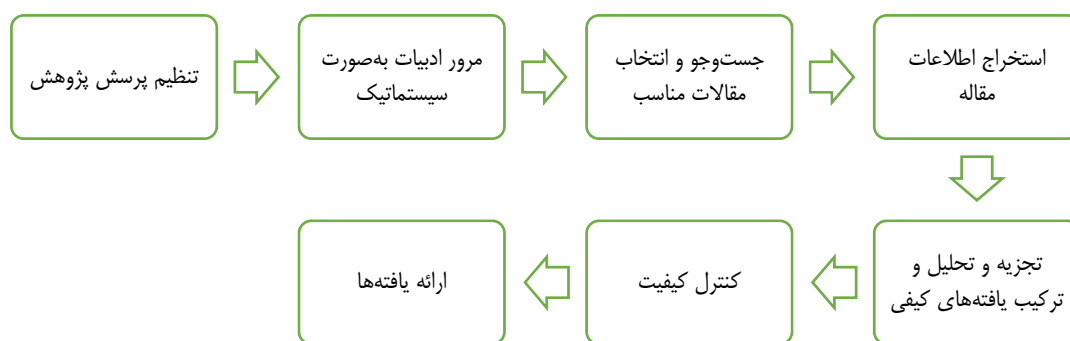 تنظیم پرسش پژوهش
مرور ادبیات به‌صورت
سیستماتیک
جست‌وجو و انتخاب
مقالات مناسب
استخراج اطلاعات
مقاله
تجزیه و تحلیل و
ترکیب یافته‌های کیفی
کنترل کیفیت
ارائه یافته‌ها